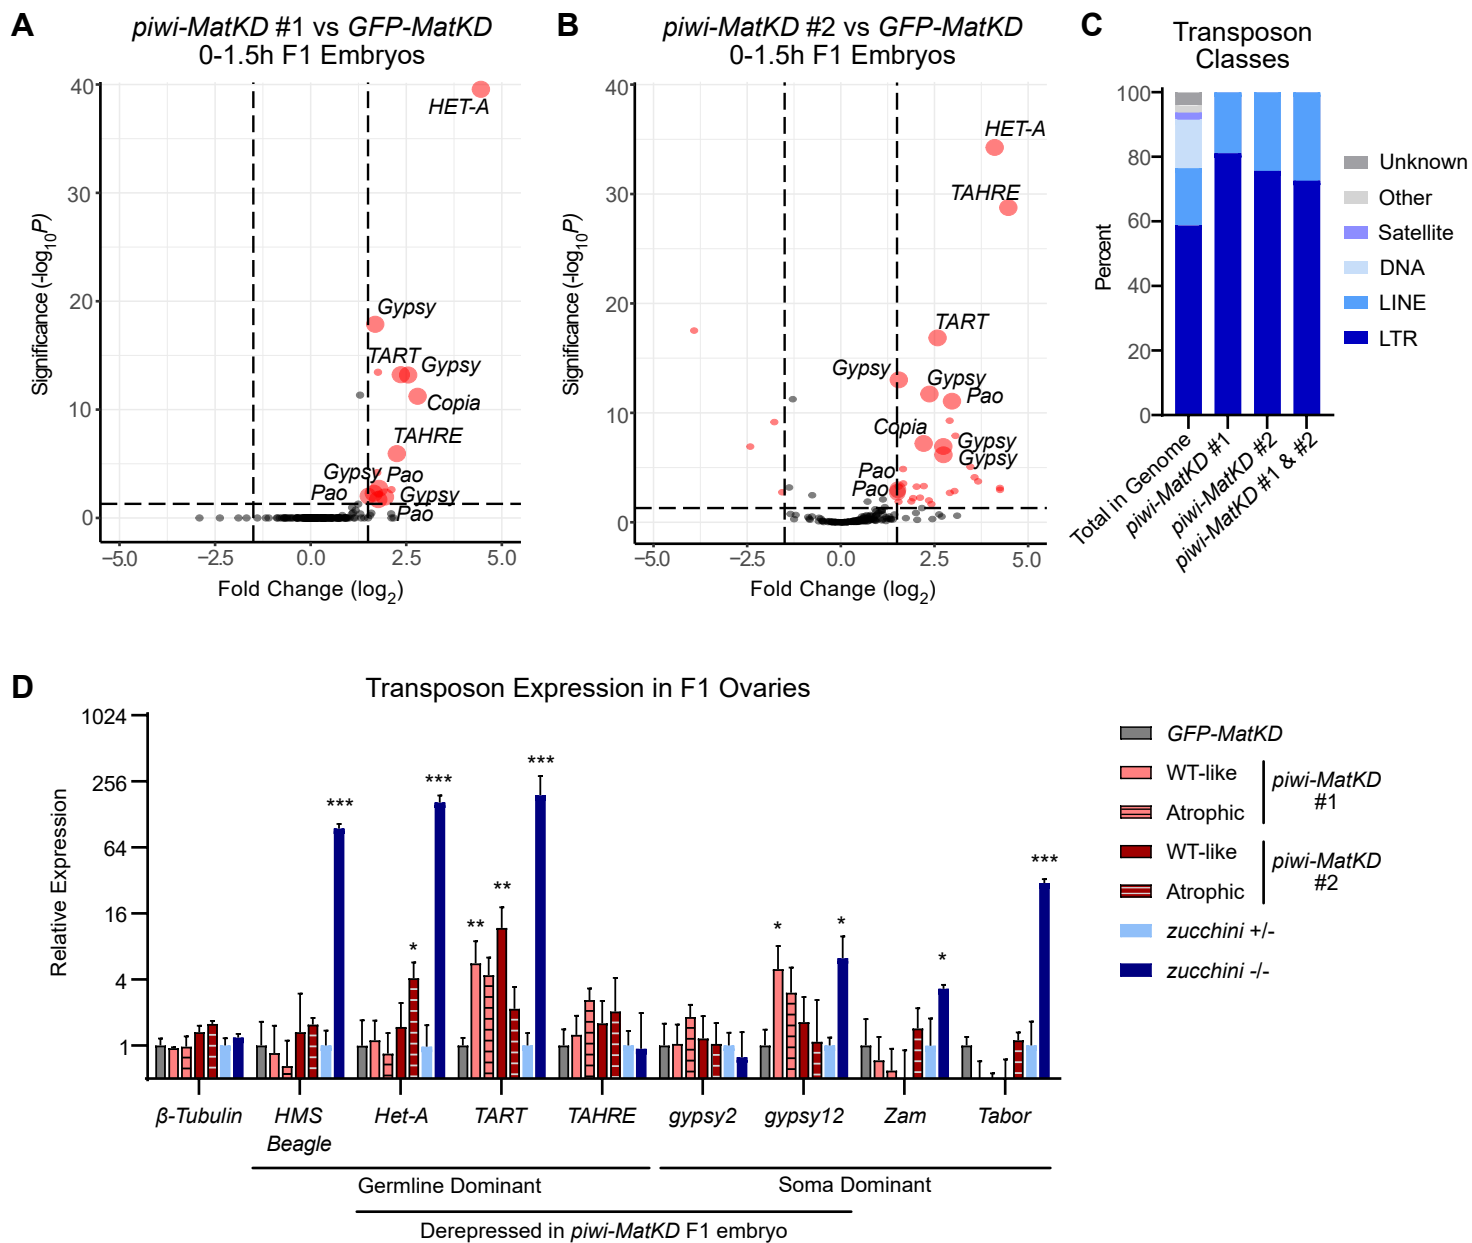 A
piwi-MatKD #1 vs GFP-MatKD
0-1.5h F1 Embryos
Significance (-log10P)
40
30
20
10
0
HET-A
Gypsy
TART
Gypsy
Copia
TAHRE
Gypsy
Pao
Pao
Gypsy
Pao
−5.0
−2.5
0.0
2.5
5.0
Fold Change (log2)
B
piwi-MatKD #2 vs GFP-MatKD
0-1.5h F1 Embryos
Significance (-log10P)
40
30
20
10
0
HET-A
TAHRE
TART
Gypsy
Gypsy
Pao
Copia
Gypsy
Gypsy
Pao
Pao
−5.0
−2.5
0.0
2.5
5.0
Fold Change (log2)
C
Transposon
Classes
Percent
100
80
60
40
20
0
Total in Genome
piwi-MatKD #1
piwi-MatKD #2
piwi-MatKD #1 & #2
Unknown
Other
Satellite
DNA
LINE
LTR
D
Transposon Expression in F1 Ovaries
Relative Expression
1024
256
64
16
4
1
***
*
***
**
**
***
*
*
*
***
β-Tubulin
HMS
Beagle
Het-A
TART
TAHRE
gypsy2
gypsy12
Zam
Tabor
Germline Dominant
Soma Dominant
Derepressed in piwi-MatKD F1 embryo
GFP-MatKD
WT-like
Atrophic
piwi-MatKD
#1
WT-like
Atrophic
piwi-MatKD
#2
zucchini +/-
zucchini -/-